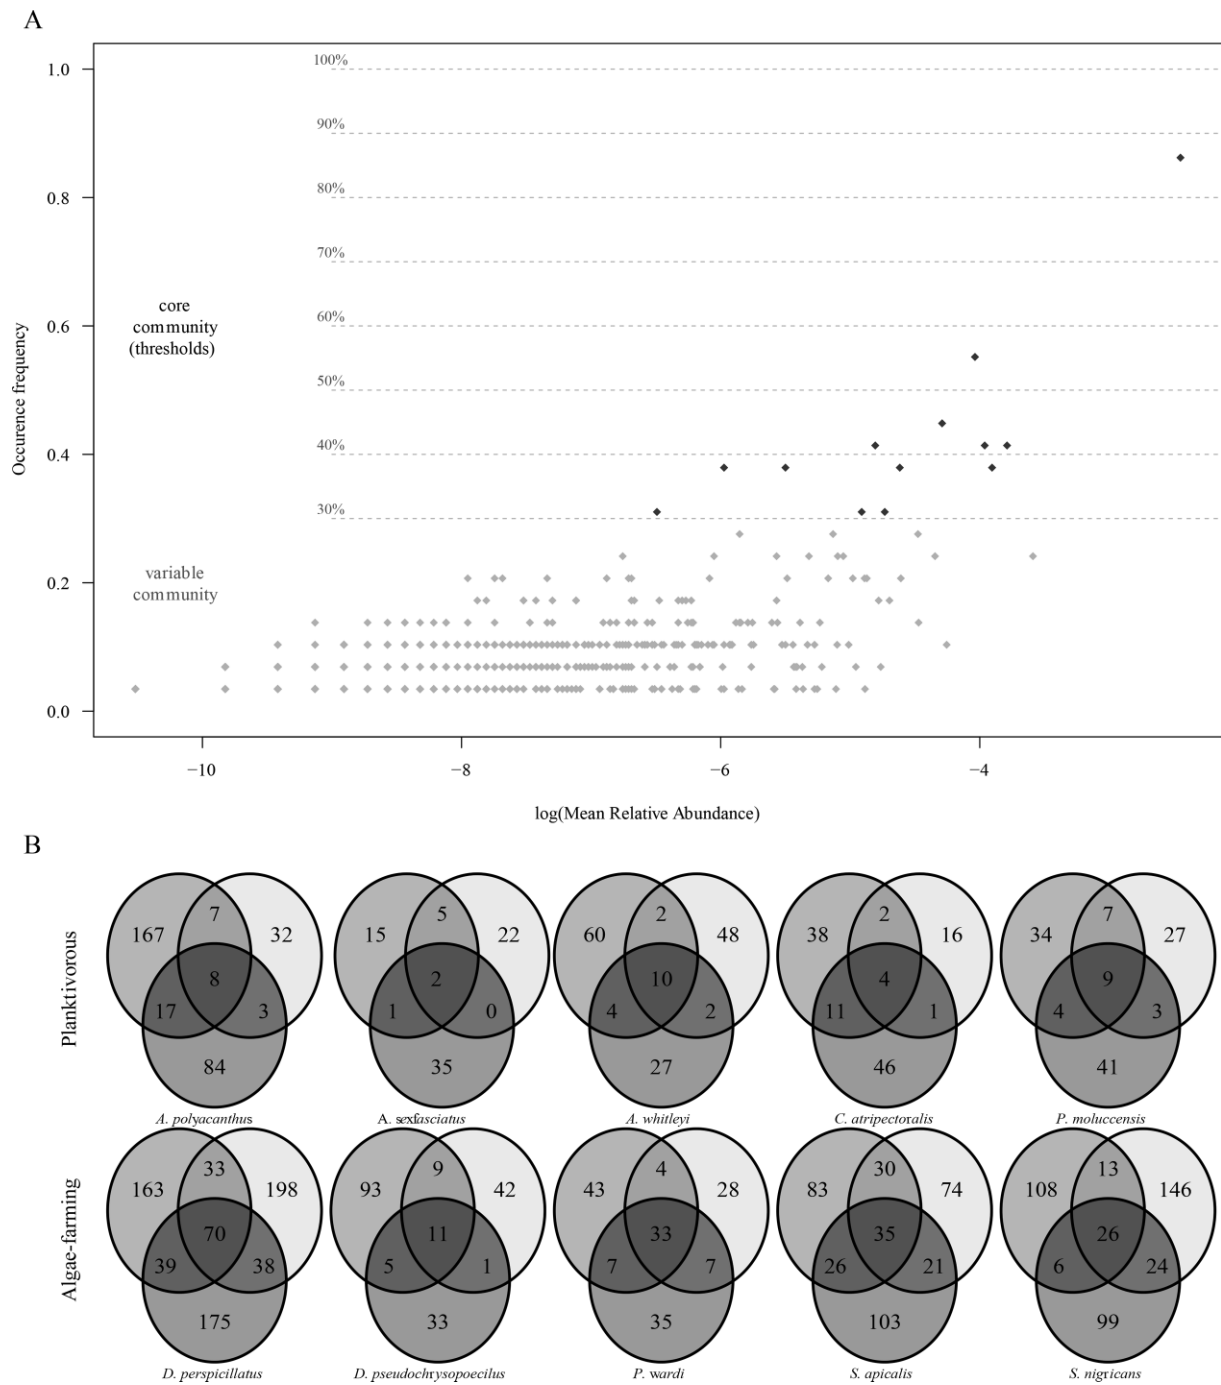 A
1.0
0.8
0.6
0.4
0.2
0.0
Occurence frequency
100%
90%
80%
70%
60%
50%
40%
30%
core
community
(thresholds)
variable
community
−10
−8
−6
−4
log(Mean Relative Abundance)
B
Planktivorous
167 7 32
8
17 3
84
A. polyacanthus
15 5 22
2
1 0
35
A. sexfasciatus
60 2 48
10
4 2
27
A. whitleyi
38 2 16
4
11 1
46
C. atripectoralis
34 7 27
9
4 3
41
P. moluccensis
Algae-farming
163 33 198
70
39 38
175
D. perspicillatus
93 9 42
11
5 1
33
D. pseudochrysopoecilus
43 4 28
33
7 7
35
P. wardi
83 30 74
35
26 21
103
S. apicalis
108 13 146
26
6 24
99
S. nigricans